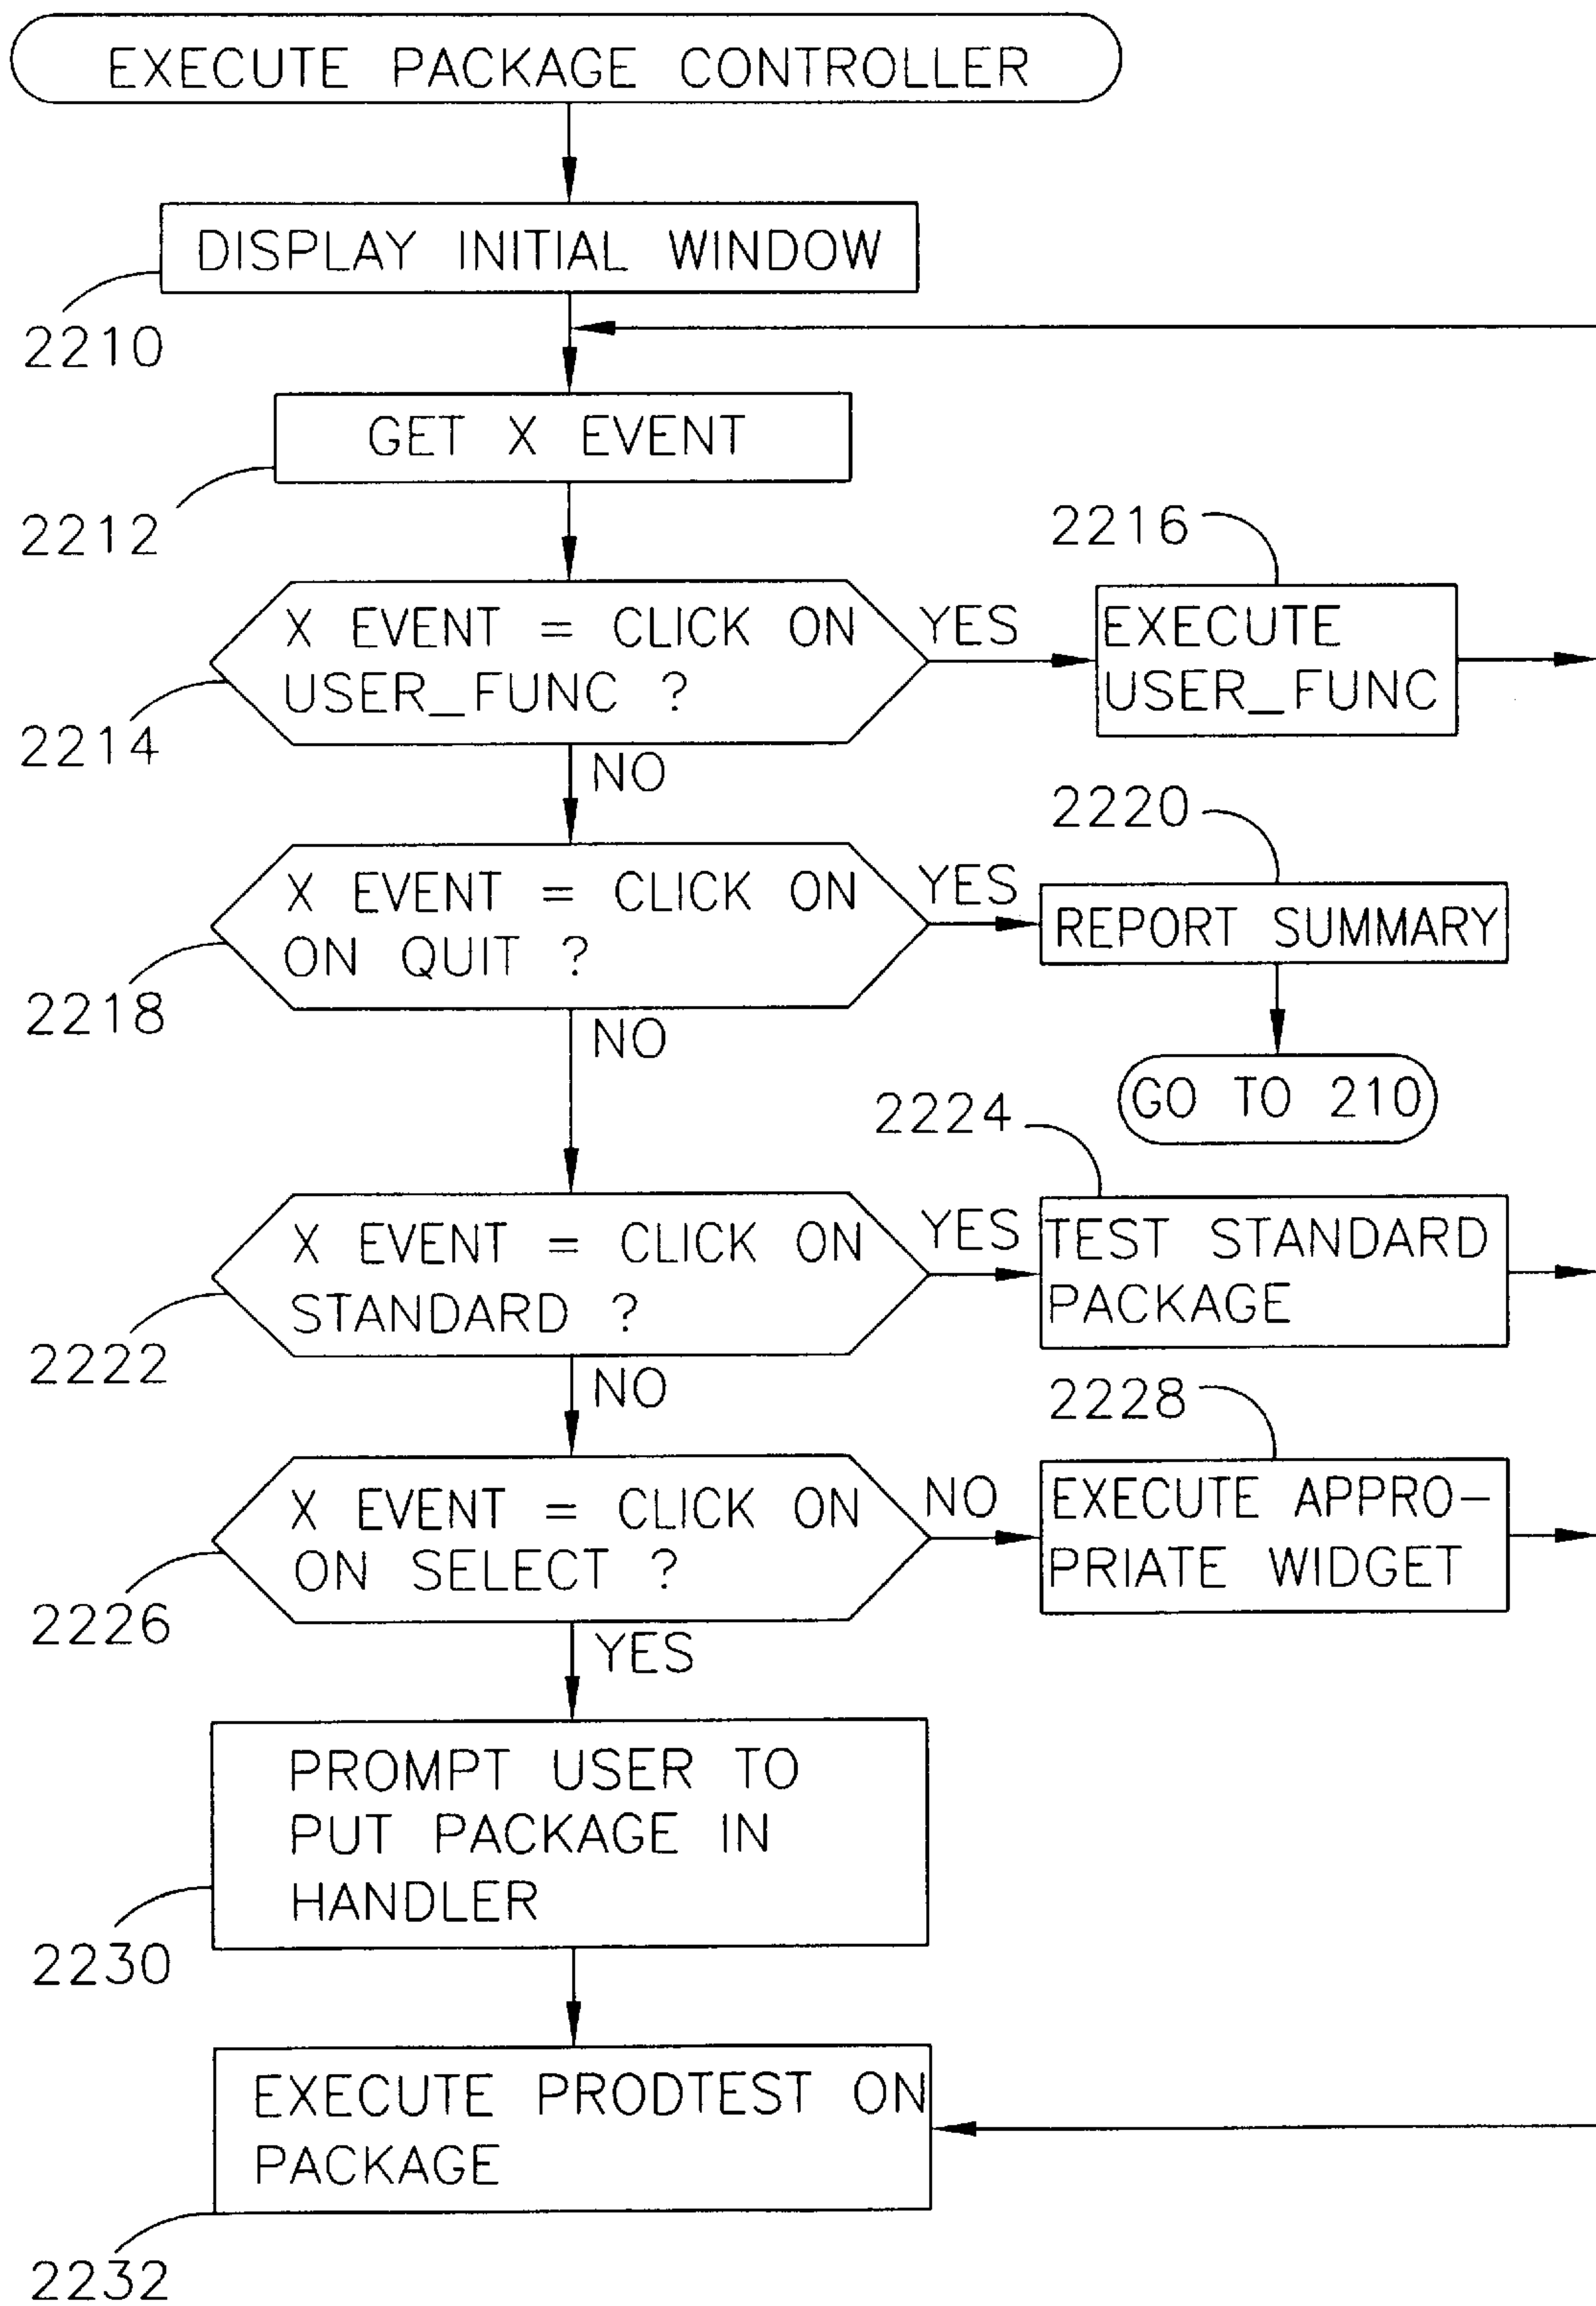 EXECUTE PACKAGE CONTROLLER
DISPLAY INITIAL WINDOW
2210
GET X EVENT
2212
2216
X EVENT = CLICK ON
USER_FUNC ?
YES
EXECUTE
USER_FUNC
2214
NO
2220
X EVENT = CLICK ON
ON QUIT ?
YES
REPORT SUMMARY
2218
NO
GO TO 210
2224
X EVENT = CLICK ON
STANDARD ?
YES
TEST STANDARD
PACKAGE
2222
NO
2228
X EVENT = CLICK ON
ON SELECT ?
NO
EXECUTE APPRO-
PRIATE WIDGET
2226
YES
PROMPT USER TO
PUT PACKAGE IN
HANDLER
2230
EXECUTE PRODTEST ON
PACKAGE
2232